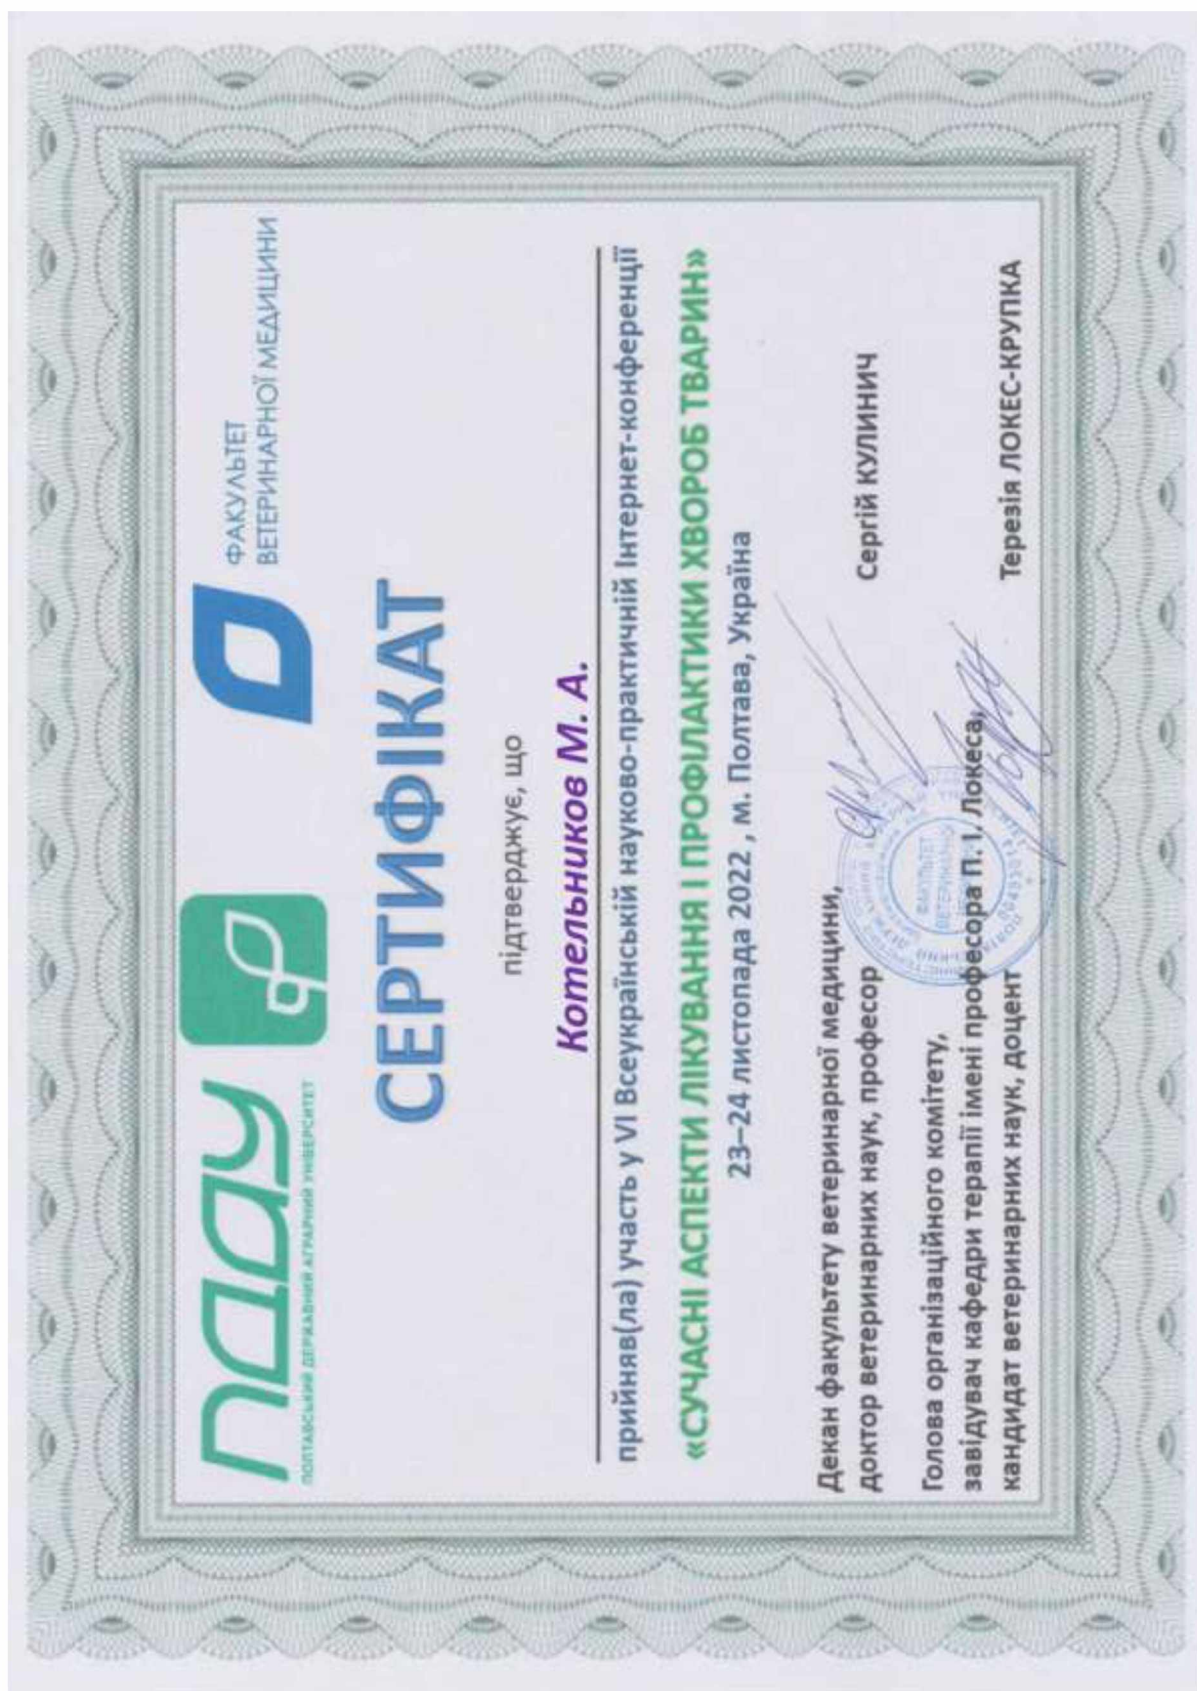 ПДАУ
ПОЛТАВСЬКИЙ ДЕРЖАВНИЙ АГРАРНИЙ УНІВЕРСИТЕТ
ФАКУЛЬТЕТ
ВЕТЕРИНАРНОЇ МЕДИЦИНИ
СЕРТИФІКАТ
підтверджує, що
Котельников М. А.
прийняв(ла) участь у VI Всеукраїнській науково-практичній Інтернет-конференції
«СУЧАСНІ АСПЕКТИ ЛІКУВАННЯ І ПРОФІЛАКТИКИ ХВОРОБ ТВАРИН»
23–24 листопада 2022 , м. Полтава, Україна
Декан факультету ветеринарної медицини,
доктор ветеринарних наук, професор Сергій КУЛИНИЧ
Голова організаційного комітету,
завідувач кафедри терапії імені професора П. І. Локеса,
кандидат ветеринарних наук, доцент Терезія ЛОКЕС-КРУПКА
ФАКУЛЬТЕТ
ВЕТЕРИНАРНОЇ